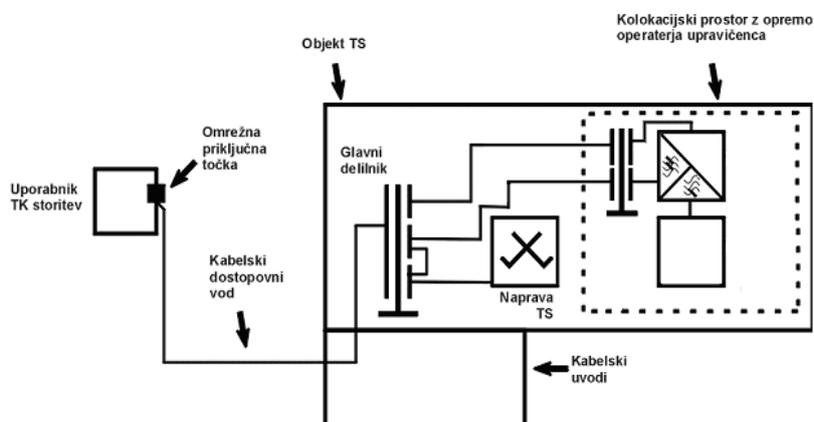 Kolokacijski prostor z opremo
operaterja upravičenca
Objekt TS
Omrežna
priključna
točka
Glavni
delilnik
Uporabnik
TK storitev
Kabelski
dostopovni
vod
Naprava
TS
Kabelski
uvodi